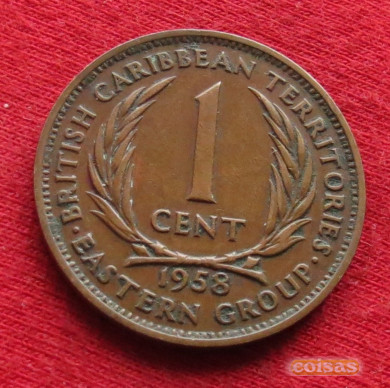 BRITISH CARIBBEAN TERRITORIES ·
· EASTERN GROUP
1
CENT
1958
coisas